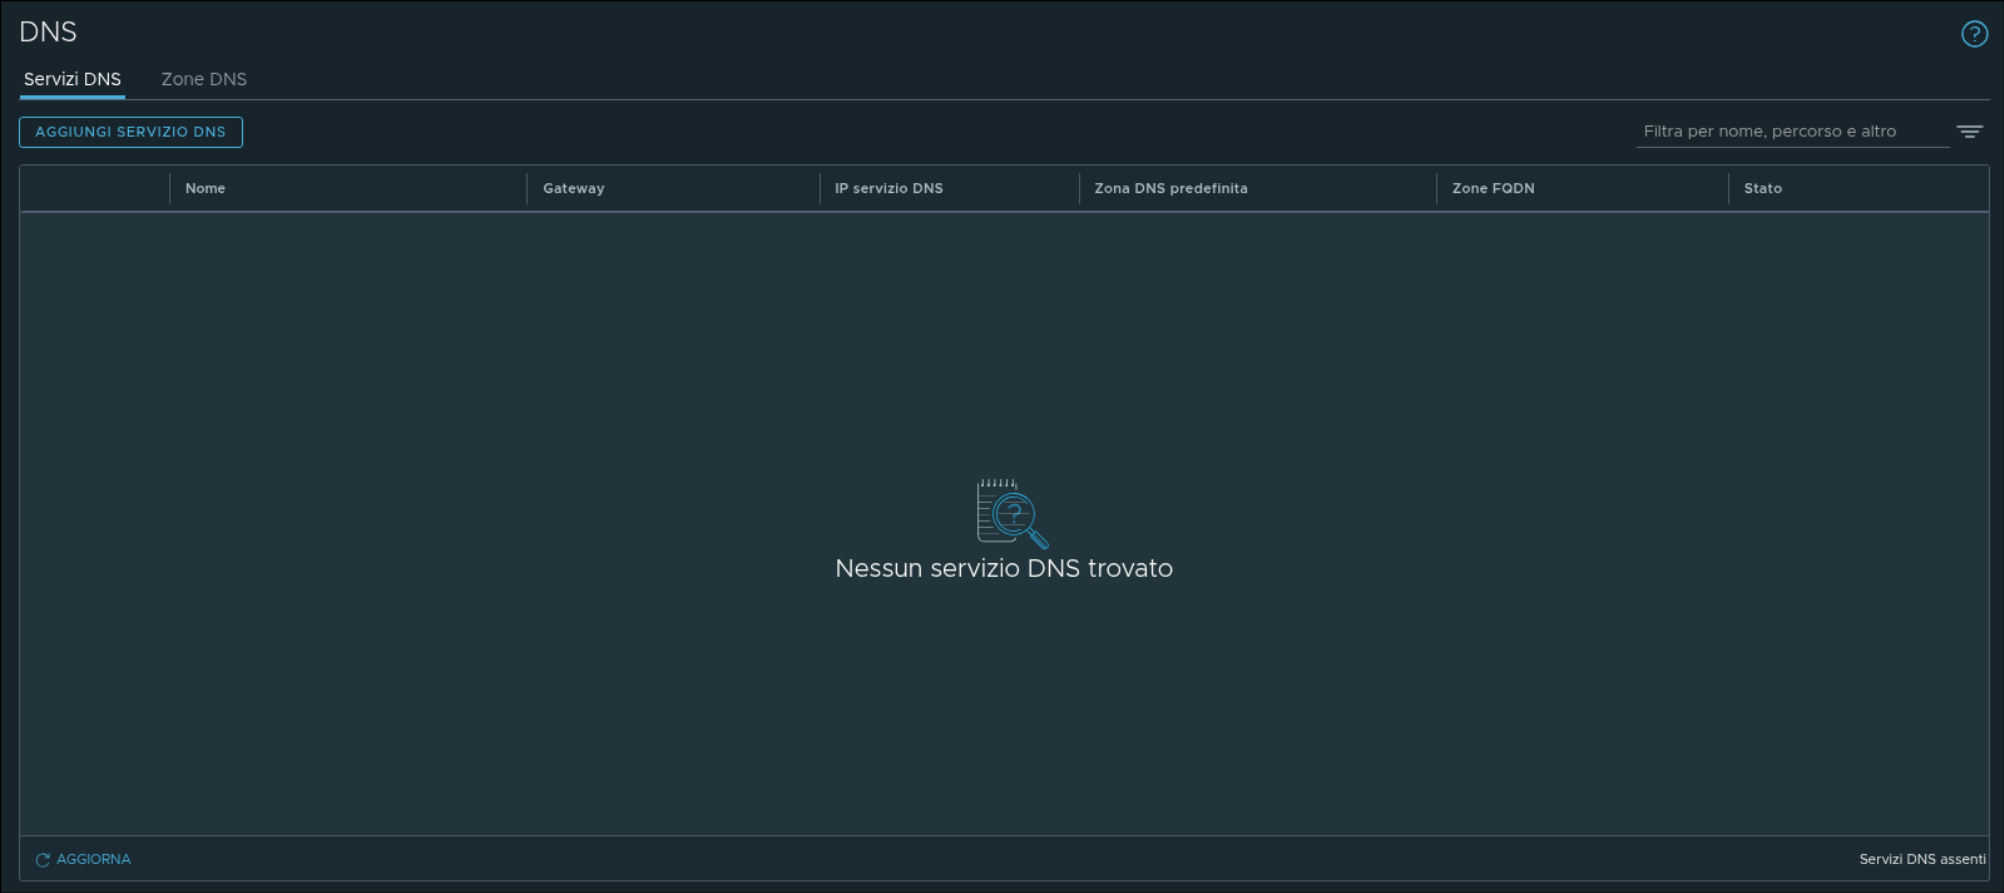 DNS
Servizi DNS
Zone DNS
AGGIUNGI SERVIZIO DNS
Filtra per nome, percorso e altro
Nome
Gateway
IP servizio DNS
Zona DNS predefinita
Zone FQDN
Stato
Nessun servizio DNS trovato
AGGIORNA
Servizi DNS assenti